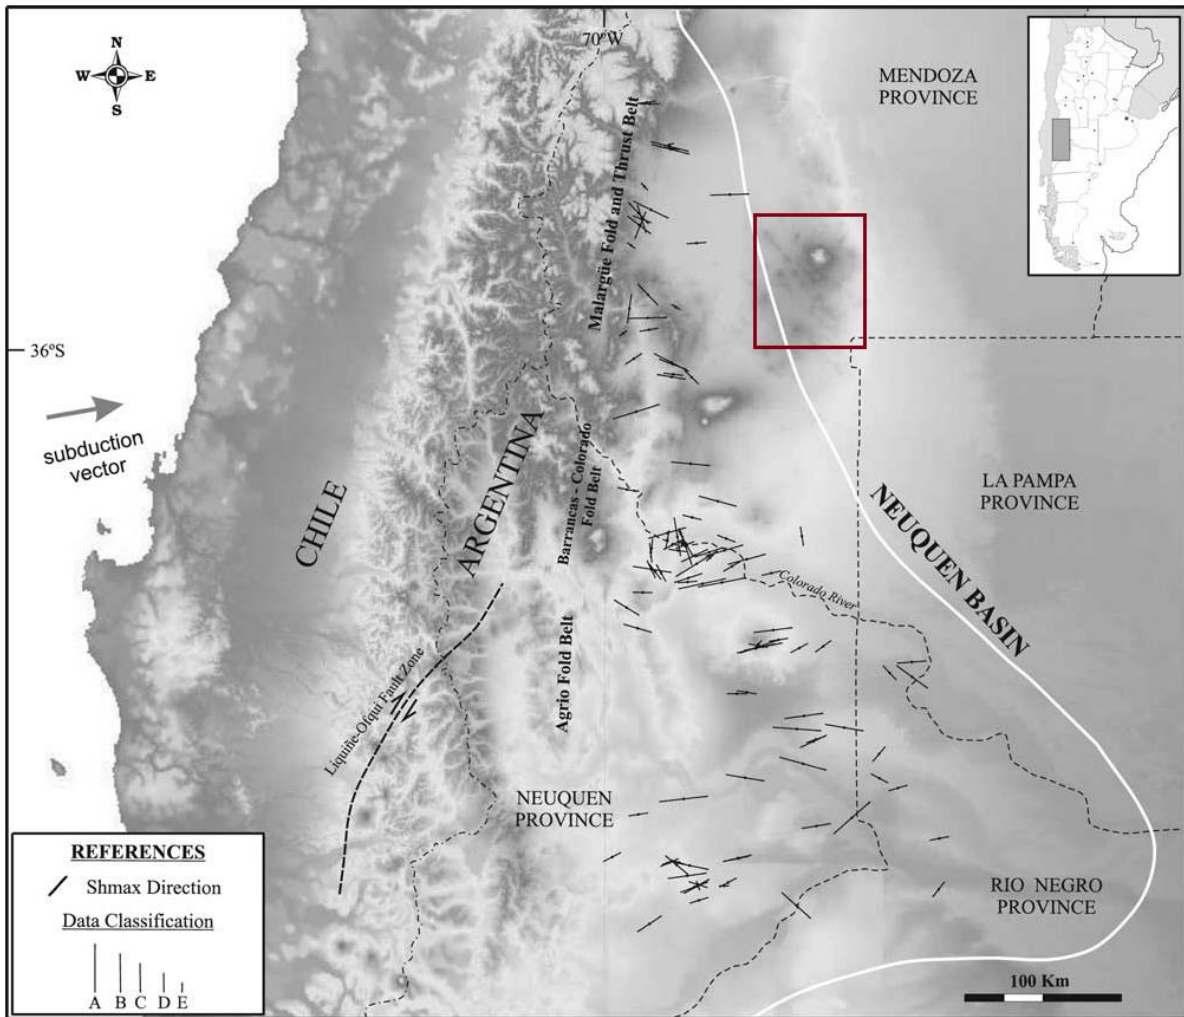 N
W E
S
70ºW
MENDOZA
PROVINCE
Malargüe Fold and Thrust Belt
36ºS
subduction
vector
CHILE
ARGENTINA
Barrancas - Colorado
Fold Belt
LA PAMPA
PROVINCE
NEUQUEN BASIN
Colorado River
Agrio Fold Belt
Liquiñe-Ofqui Fault Zone
NEUQUEN
PROVINCE
RIO NEGRO
PROVINCE
REFERENCES
Shmax Direction
Data Classification
A B C D E
100 Km